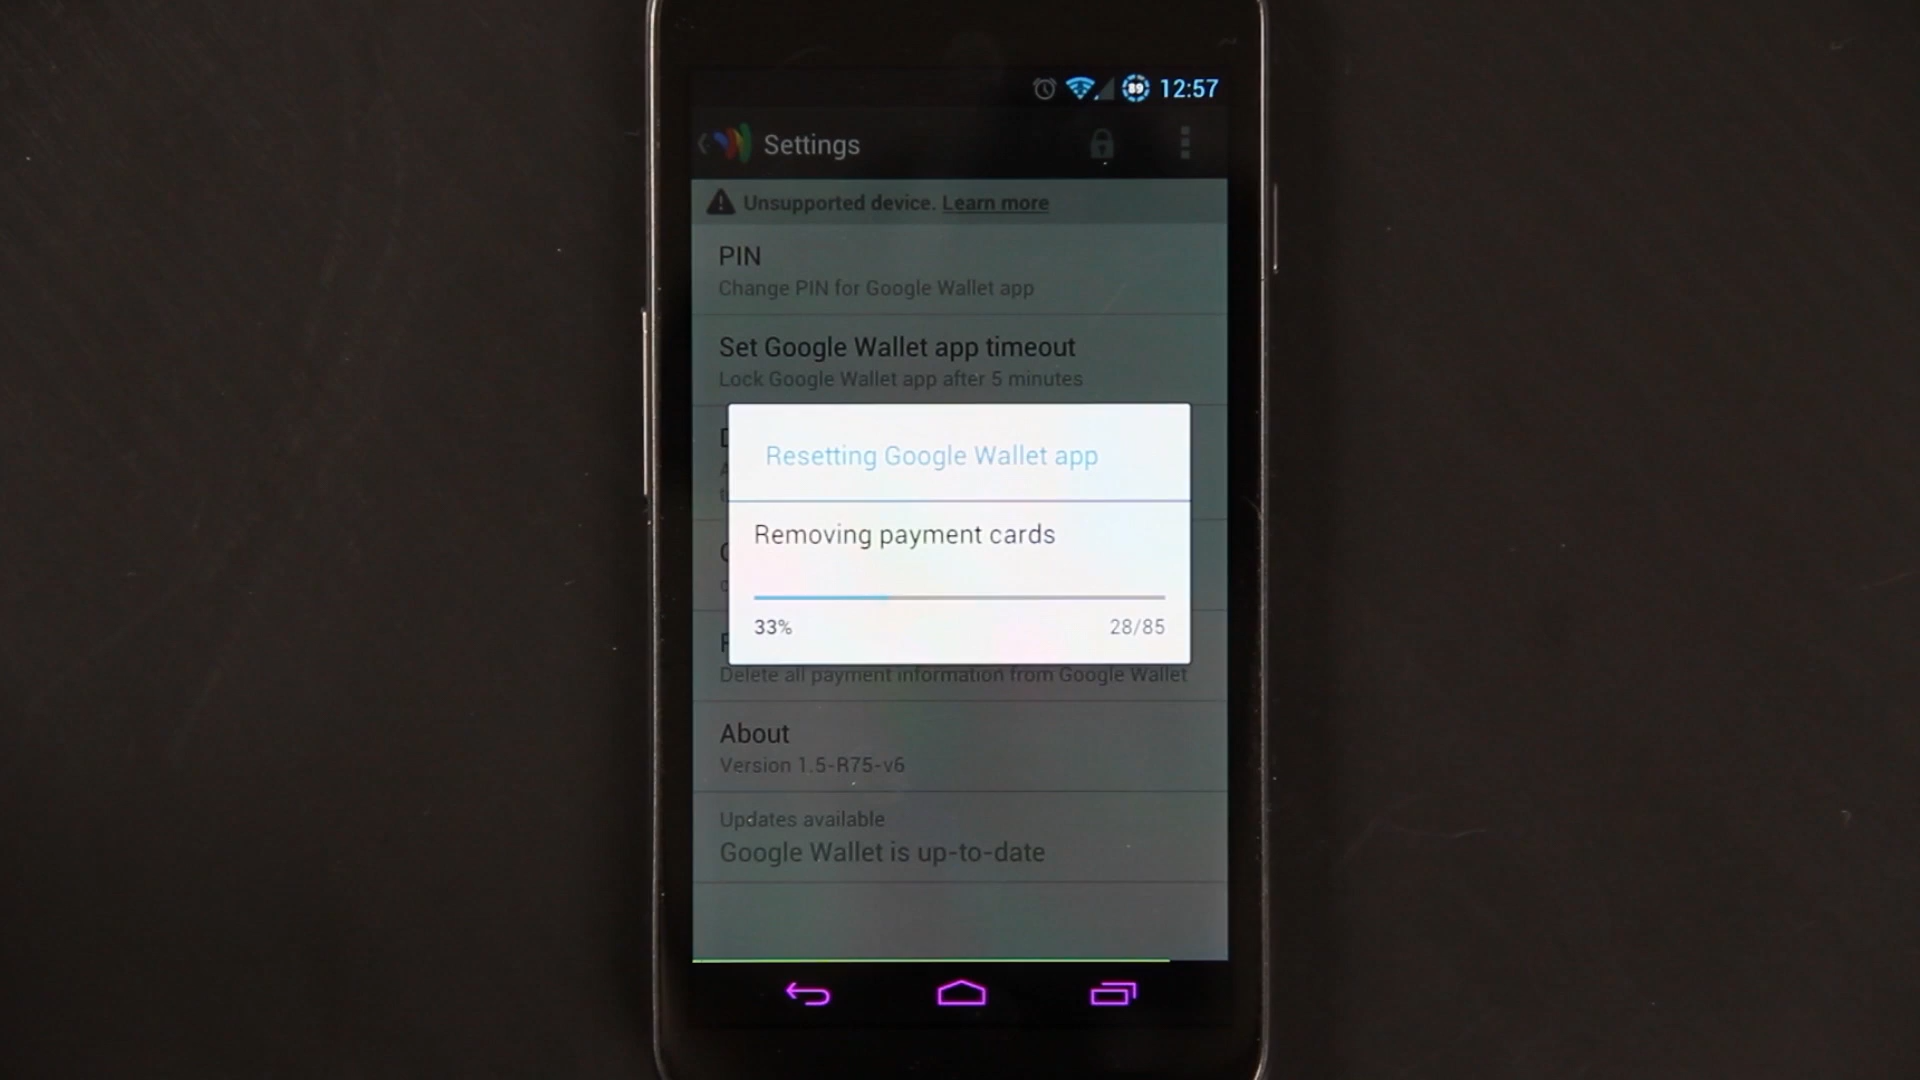 89 12:57
Settings
Unsupported device. Learn more
PIN
Change PIN for Google Wallet app
Set Google Wallet app timeout
Lock Google Wallet app after 5 minutes
Resetting Google Wallet app
Removing payment cards
33% 28/85
Delete all payment information from Google Wallet
About
Version 1.5-R75-v6
Updates available
Google Wallet is up-to-date